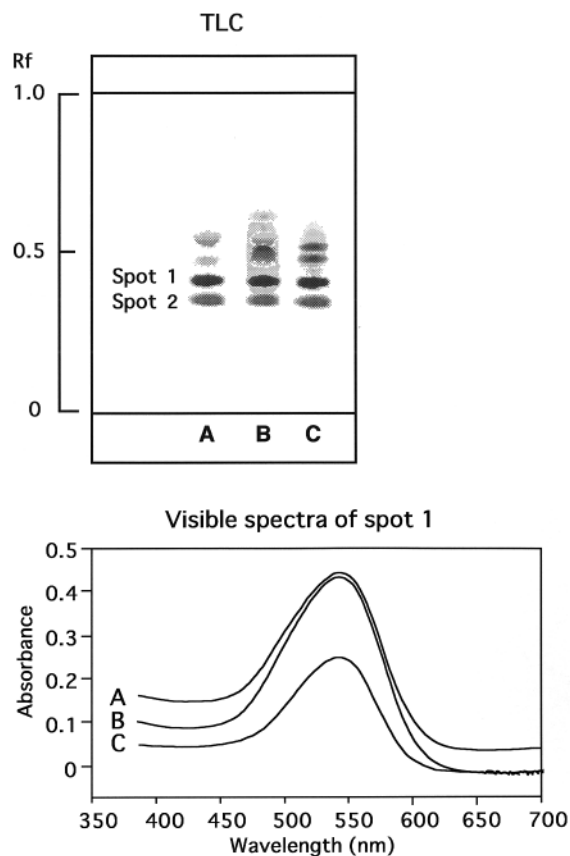 TLC
Rf
1.0
0.5
Spot 1
Spot 2
0
A B C
Visible spectra of spot 1
0.5
0.4
0.3
0.2
0.1
0
Absorbance
A
B
C
350 400 450 500 550 600 650 700
Wavelength (nm)